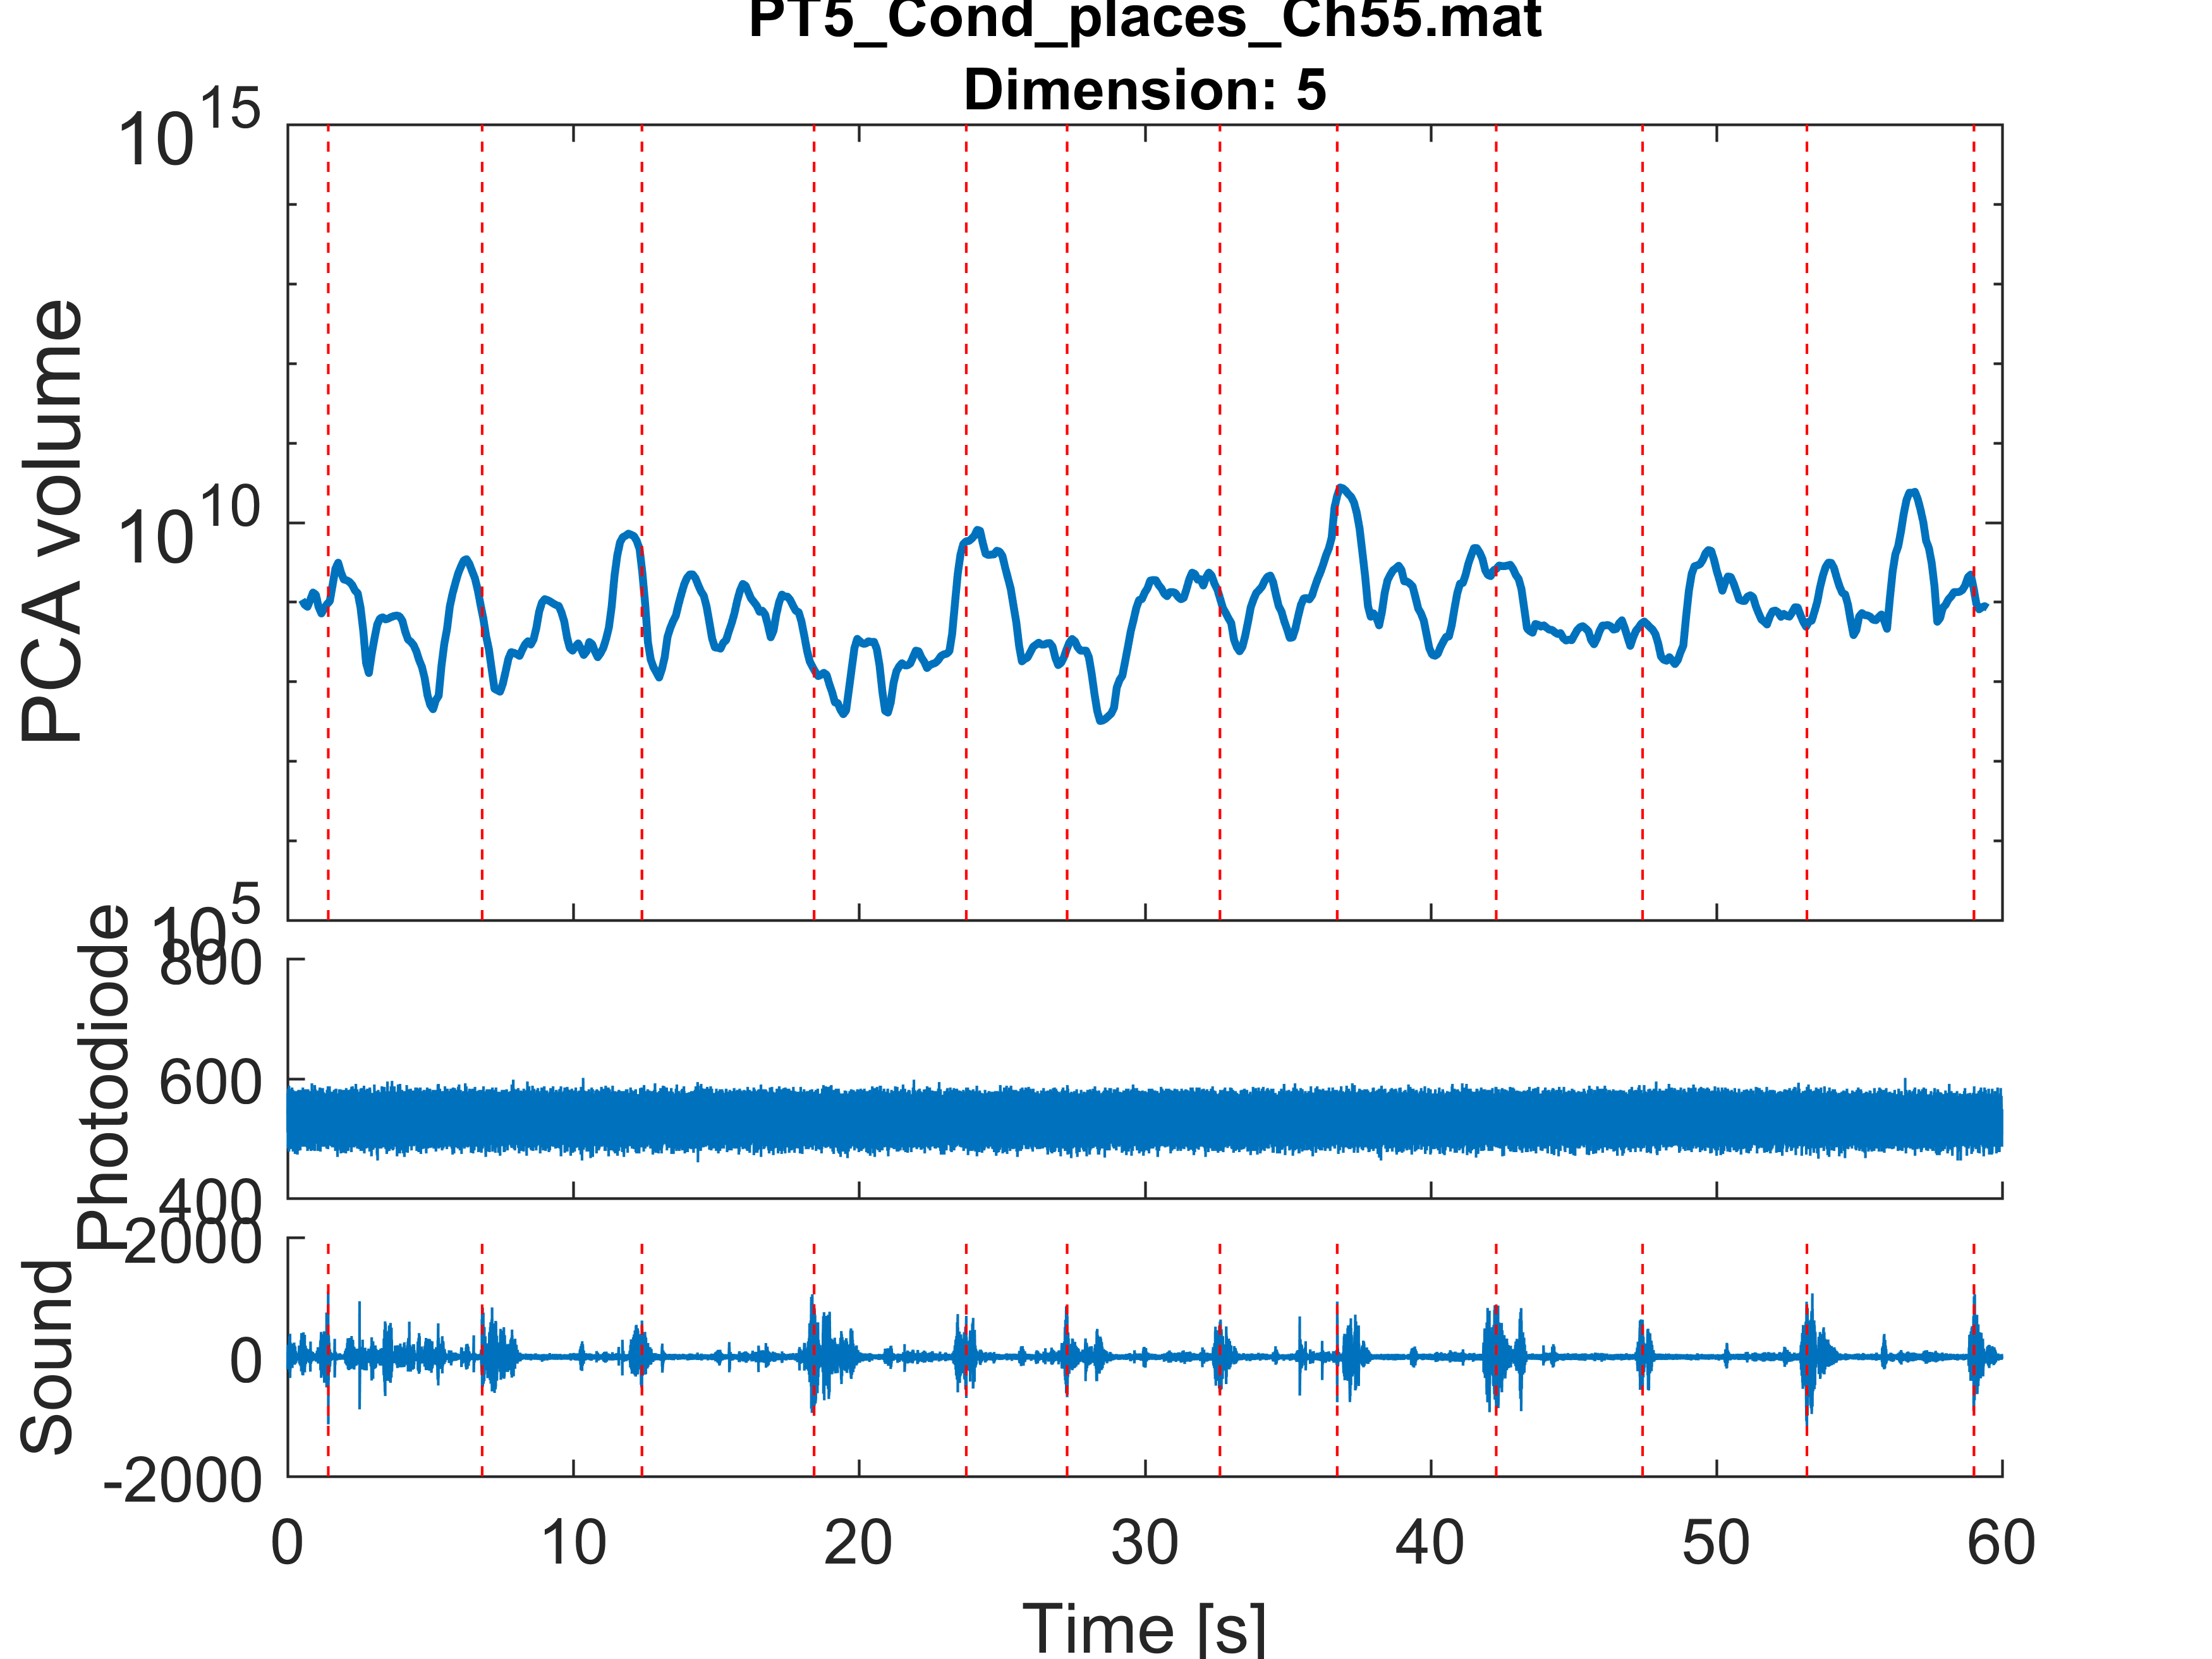 PT5_Cond_places_Ch55.mat
Dimension: 5
PCA volume
10^15
10^10
10^5
Photodiode
800
600
400
Sound
2000
0
-2000
0 10 20 30 40 50 60
Time [s]